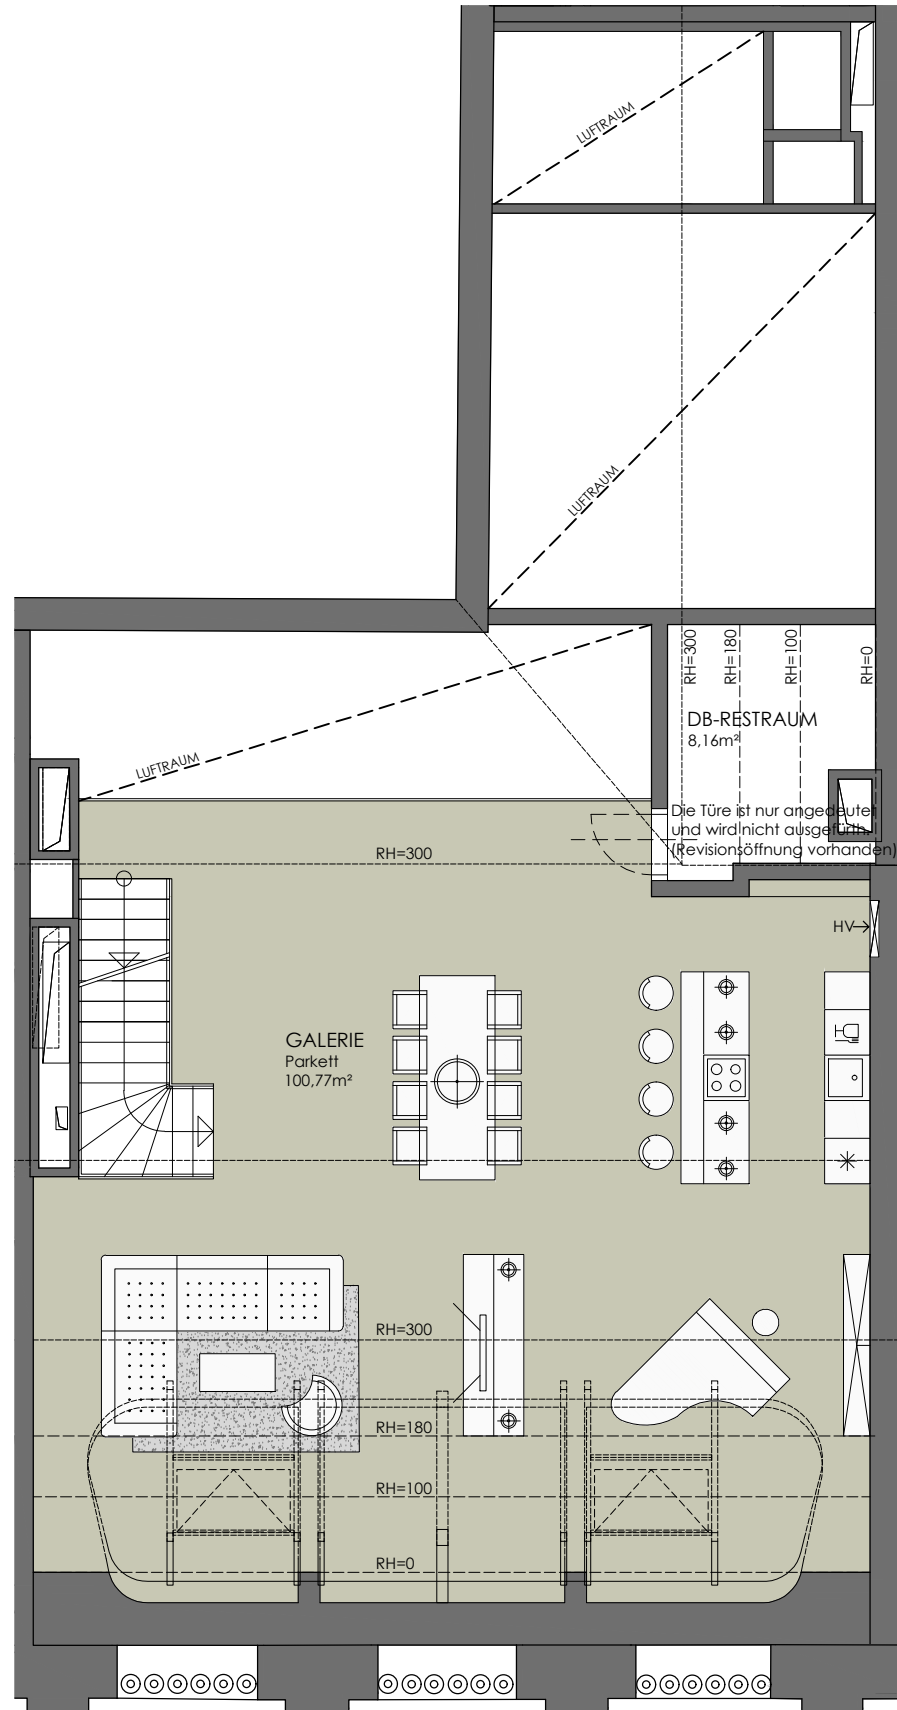 LUFTRAUM
LUFTRAUM
RH=300
RH=180
RH=100
RH=0
DB-RESTRAUM
8,16m²
LUFTRAUM
Die Türe ist nur angedeutet
und wird nicht ausgefürth.
(Revisionsöffnung vorhanden)
RH=300
HV
GALERIE
Parkett
100,77m²
RH=300
RH=180
RH=100
RH=0